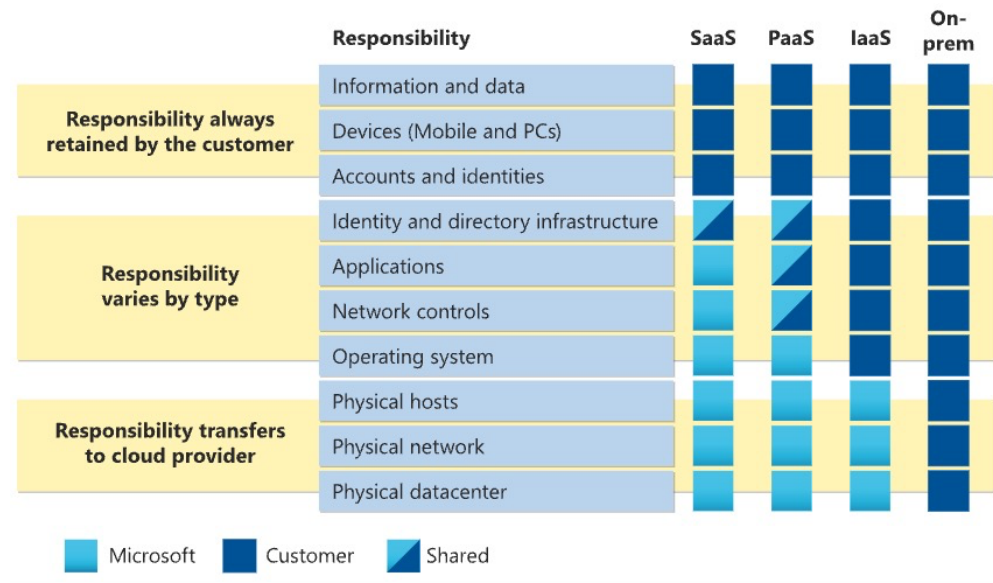 Responsibility
SaaS
PaaS
IaaS
On-
prem
Responsibility always
retained by the customer
Information and data
Devices (Mobile and PCs)
Accounts and identities
Responsibility
varies by type
Identity and directory infrastructure
Applications
Network controls
Operating system
Responsibility transfers
to cloud provider
Physical hosts
Physical network
Physical datacenter
Microsoft
Customer
Shared